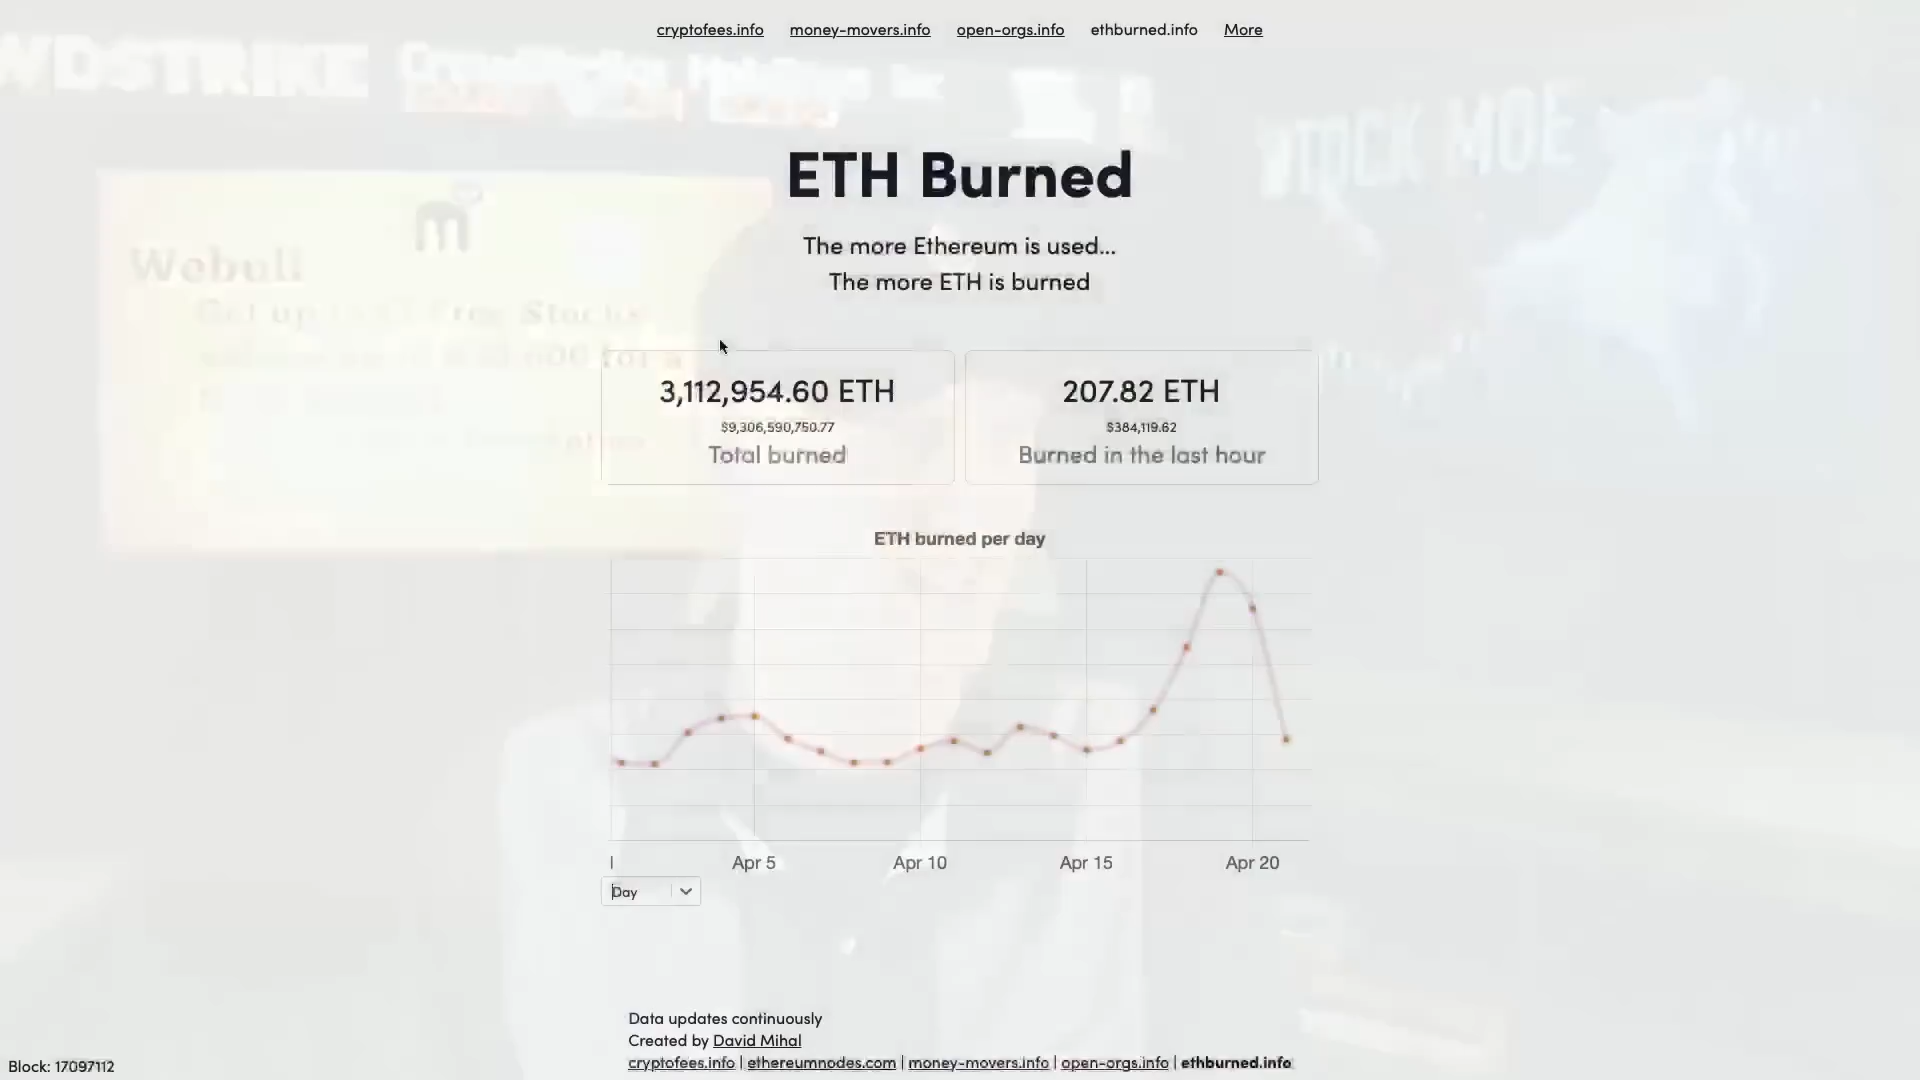 cryptofees.info money-movers.info open-orgs.info ethburned.info More
WDSTRIKE
STOCK MOE
ETH Burned
The more Ethereum is used...
The more ETH is burned
Webull
3,112,954.60 ETH
$9,306,590,750.77
Total burned
207.82 ETH
$384,119.62
Burned in the last hour
ETH burned per day
Apr 5 Apr 10 Apr 15 Apr 20
Day
Data updates continuously
Created by David Mihal
cryptofees.info | ethereumnodes.com | money-movers.info | open-orgs.info | ethburned.info
Block: 17097112